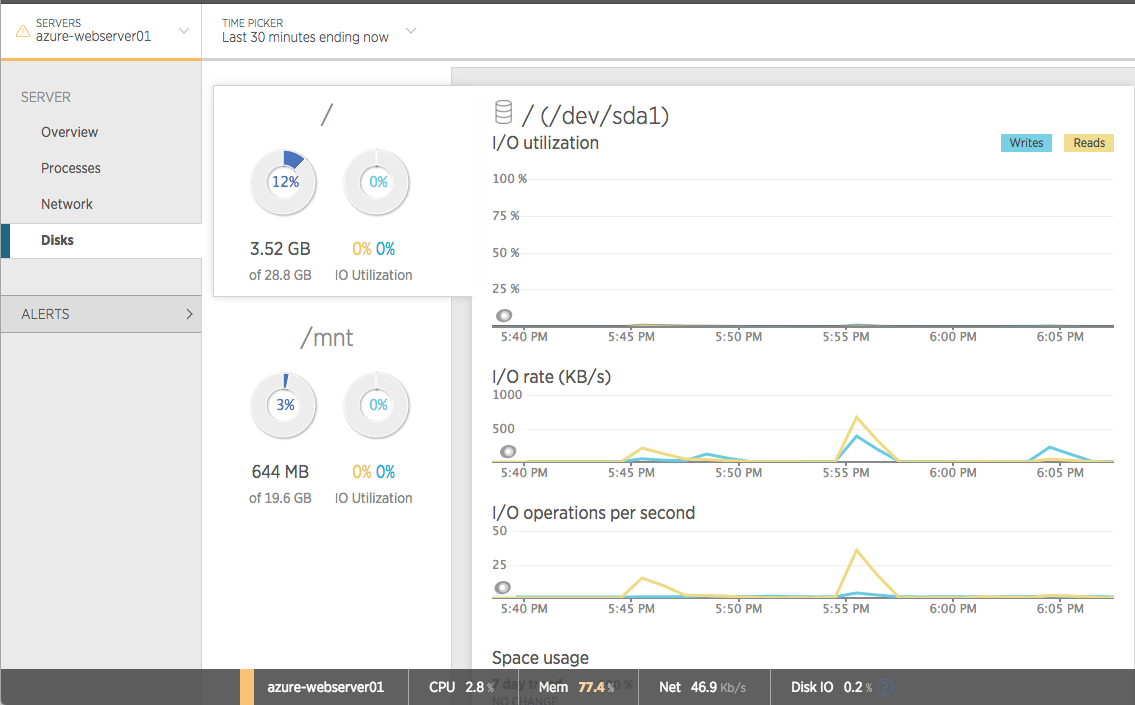 SERVERS
azure-webserver01
TIME PICKER
Last 30 minutes ending now
SERVER
Overview
Processes
Network
Disks
ALERTS
/
12%
0%
3.52 GB
0% 0%
of 28.8 GB
IO Utilization
/mnt
3%
0%
644 MB
0% 0%
of 19.6 GB
IO Utilization
/ (/dev/sda1)
I/O utilization
Writes
Reads
100 %
75 %
50 %
25 %
5:40 PM 5:45 PM 5:50 PM 5:55 PM 6:00 PM 6:05 PM
I/O rate (KB/s)
1000
500
5:40 PM 5:45 PM 5:50 PM 5:55 PM 6:00 PM 6:05 PM
I/O operations per second
50
25
5:40 PM 5:45 PM 5:50 PM 5:55 PM 6:00 PM 6:05 PM
Space usage
7 day
NO CHANGE
azure-webserver01 CPU 2.8 % Mem 77.4 % Net 46.9 Kb/s Disk IO 0.2 % ?